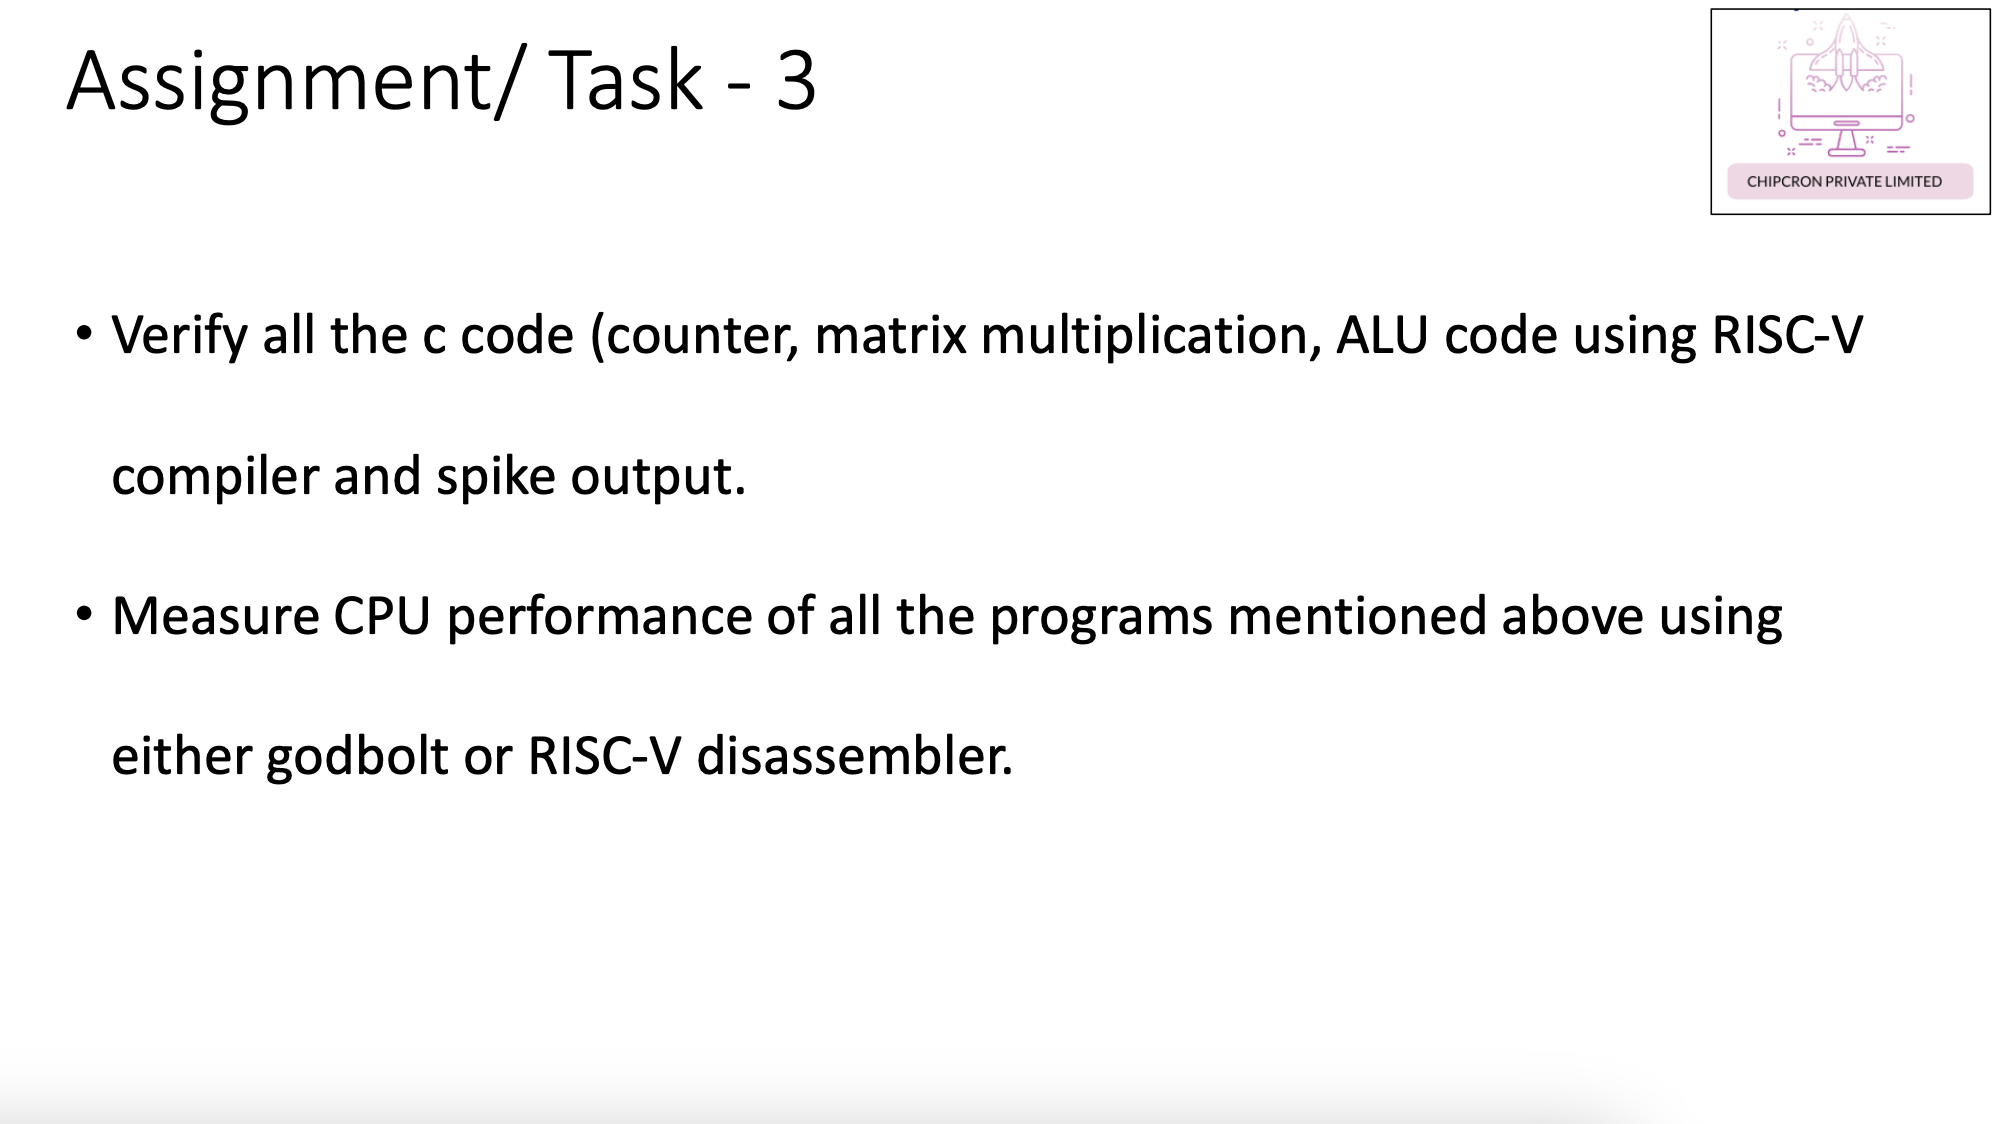 Assignment/ Task - 3
CHIPCRON PRIVATE LIMITED
• Verify all the c code (counter, matrix multiplication, ALU code using RISC-V
compiler and spike output.
• Measure CPU performance of all the programs mentioned above using
either godbolt or RISC-V disassembler.